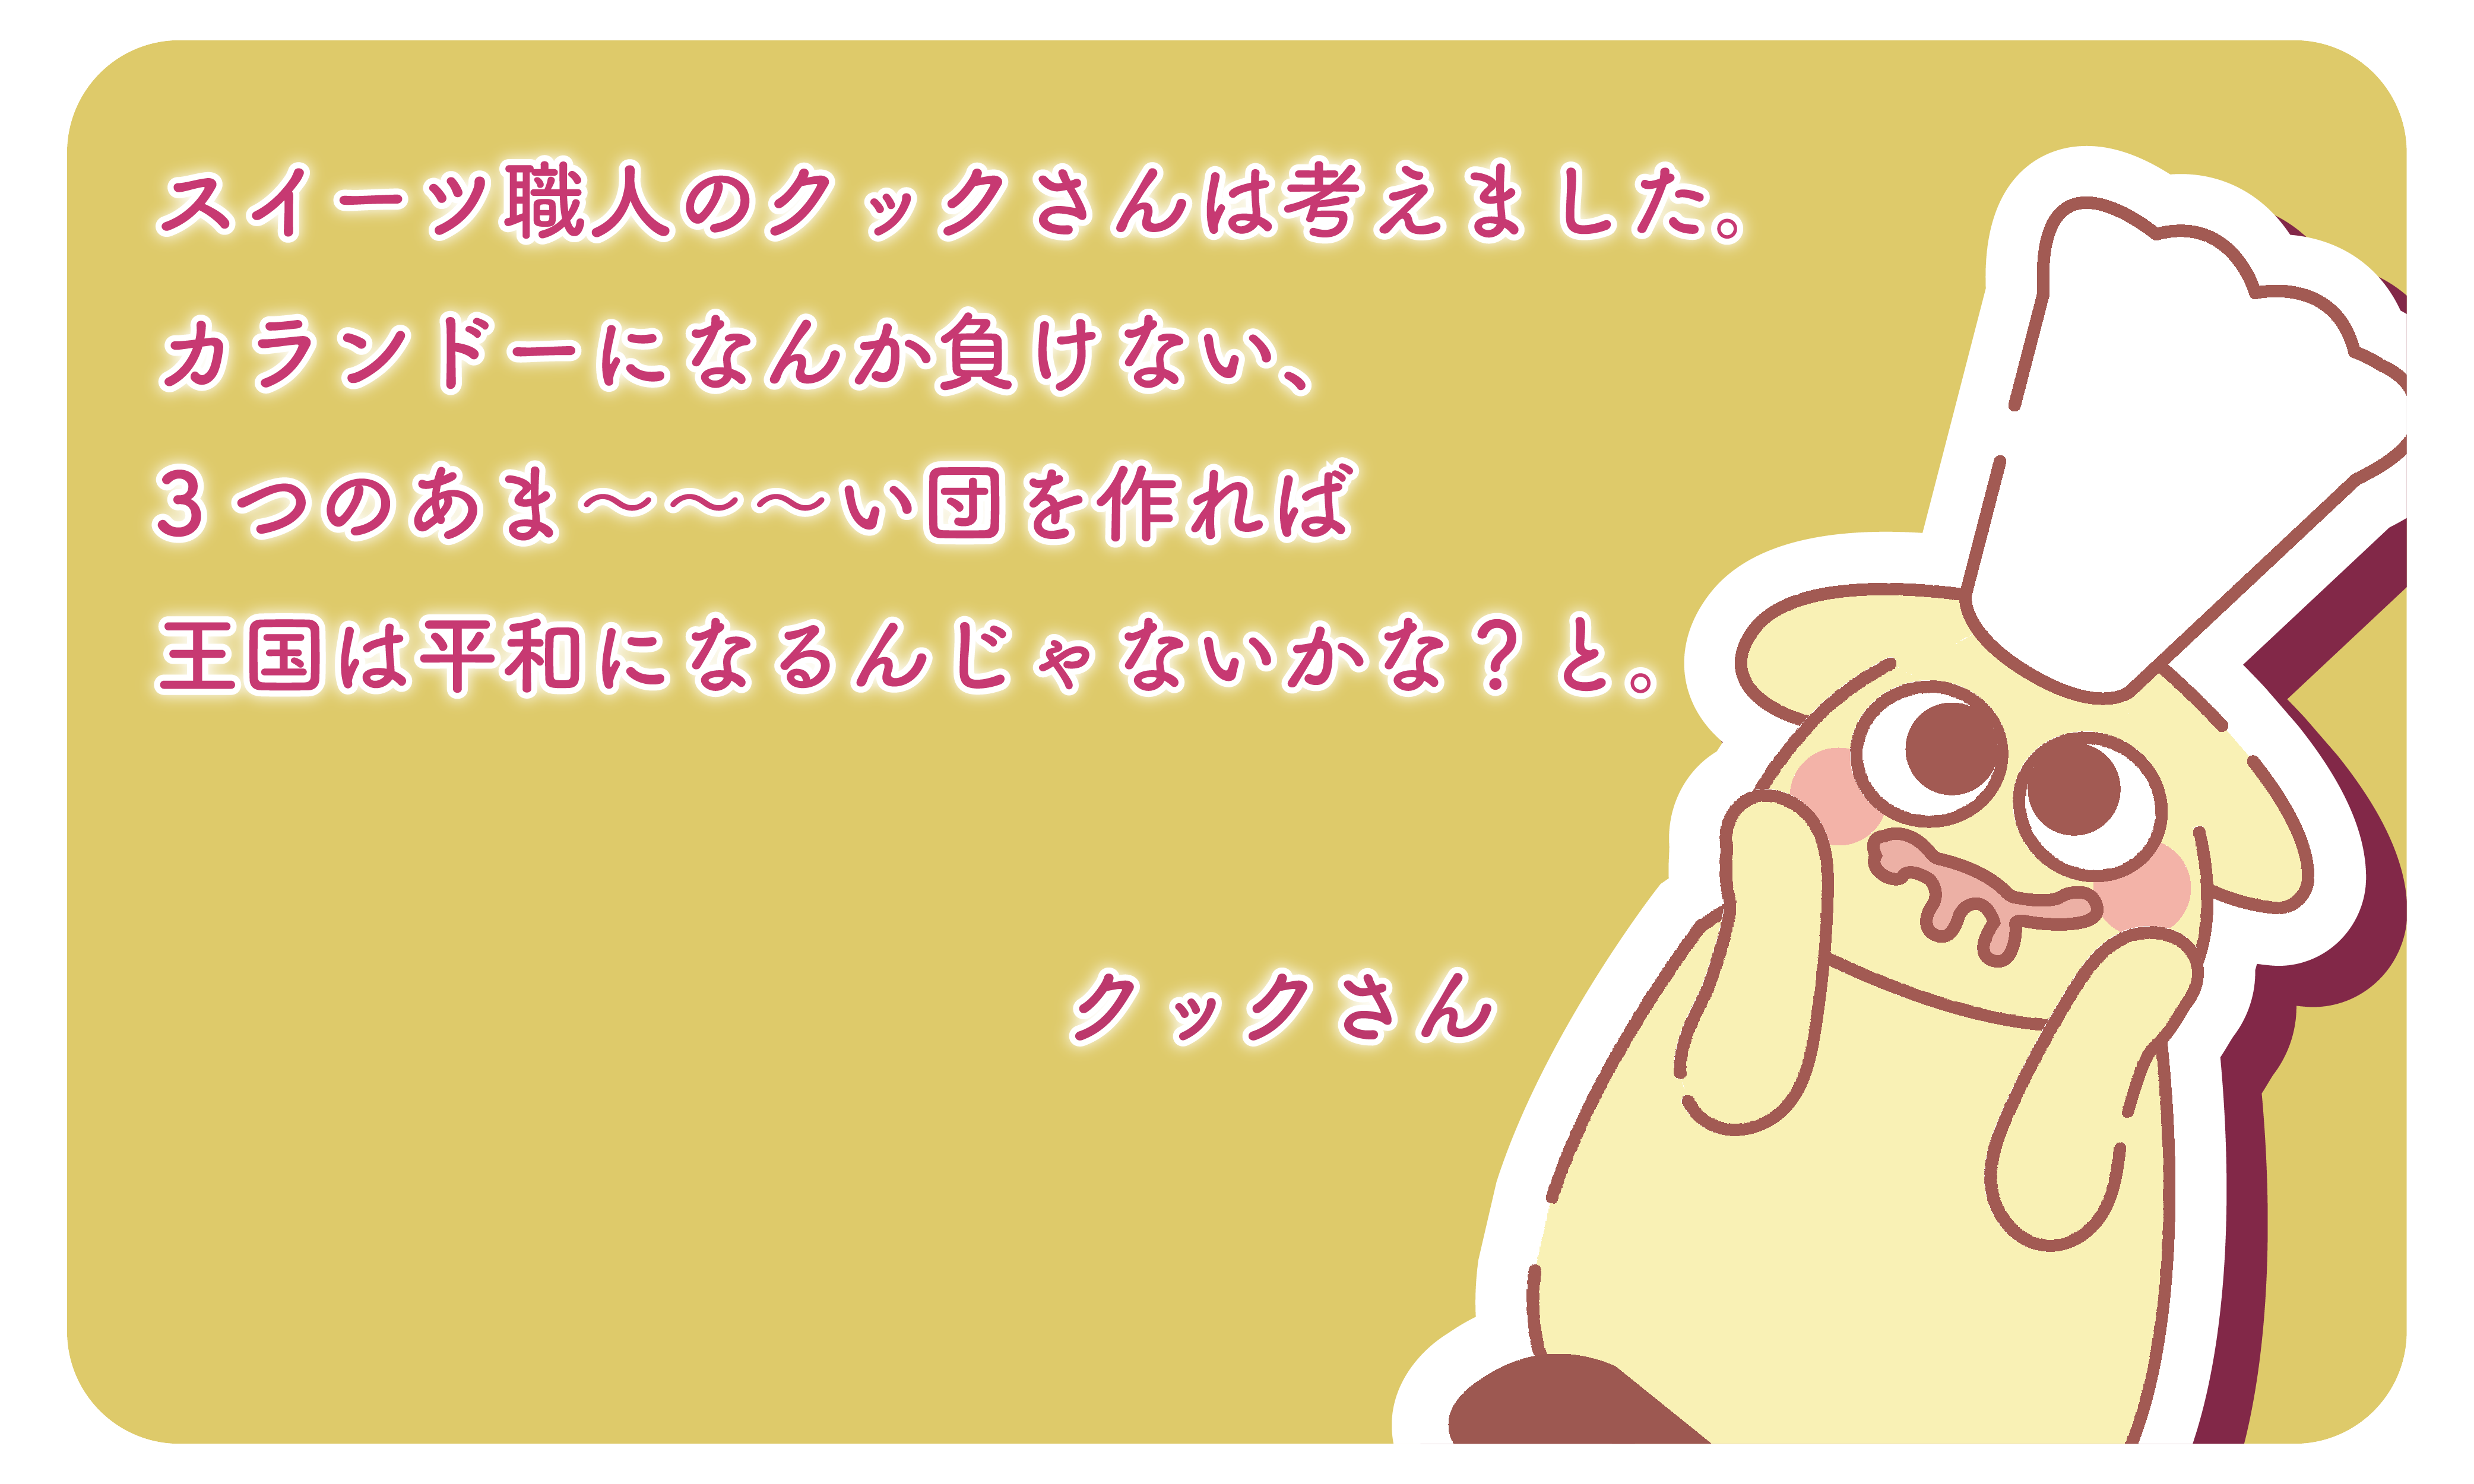 スイーツ職人のクックさんは考えました。
カランドーになんか負けない、
3つのあま〜〜〜い団を作れば
王国は平和になるんじゃないかな？と。
クックさん